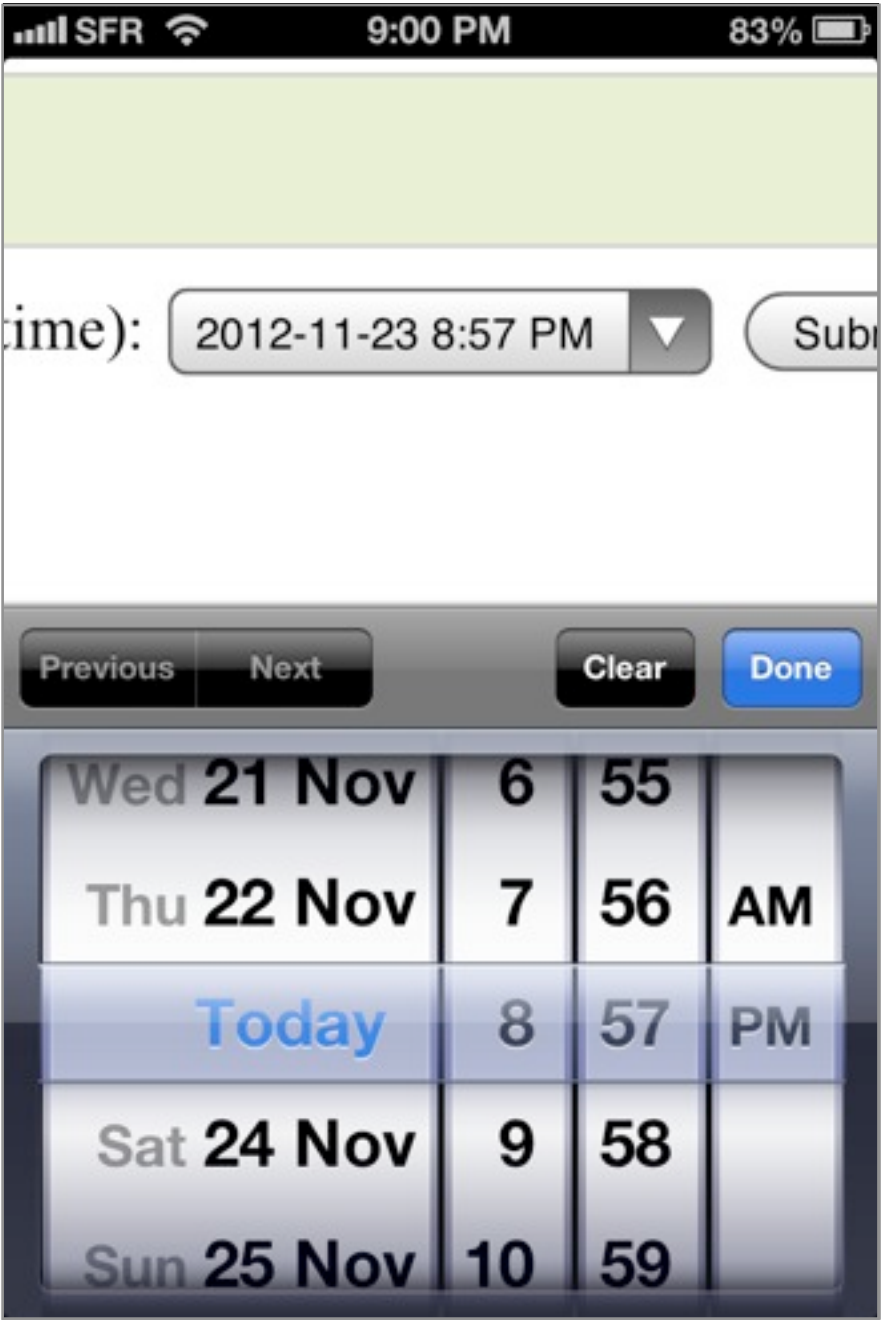 SFR 9:00 PM 83%
time): 2012-11-23 8:57 PM Subr
Previous Next Clear Done
Wed 21 Nov 6 55
Thu 22 Nov 7 56 AM
Today 8 57 PM
Sat 24 Nov 9 58
Sun 25 Nov 10 59